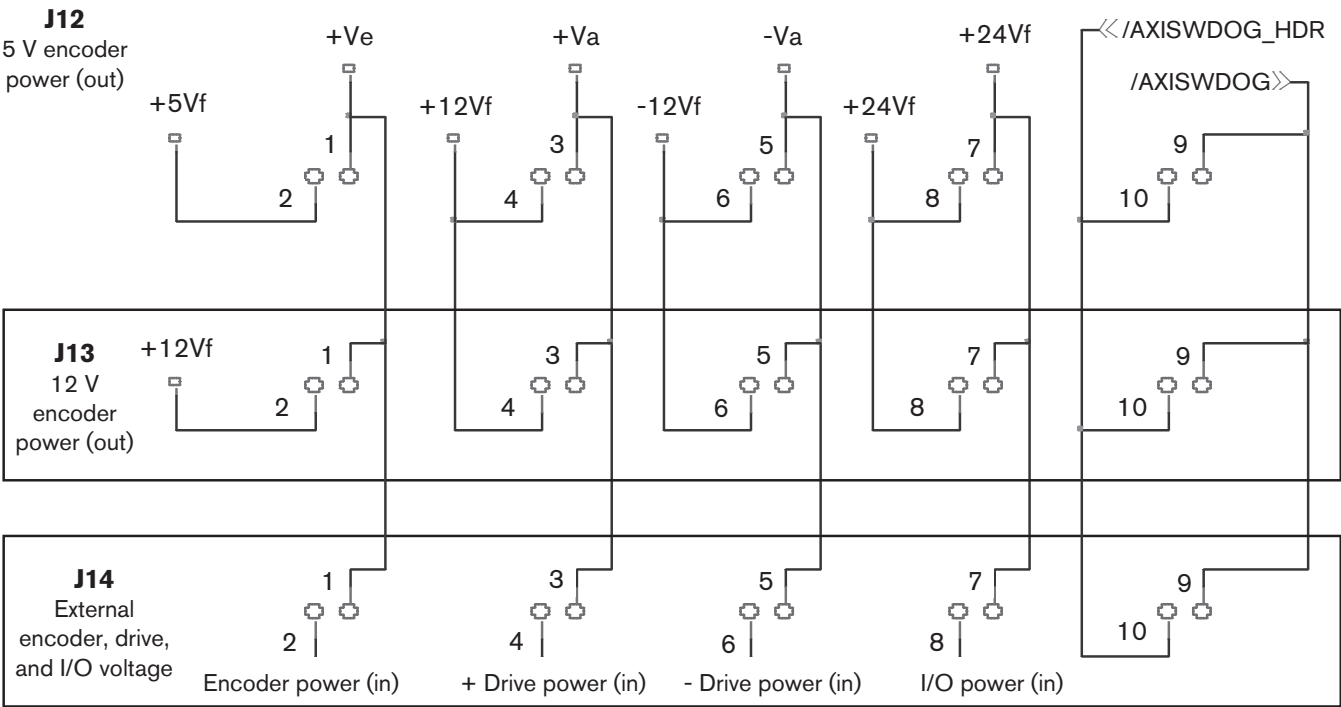 J12
5 V encoder
power (out)
+Ve
+Va
-Va
+24Vf
/AXISWDOG_HDR
/AXISWDOG
+5Vf
+12Vf
-12Vf
+24Vf
1
3
5
7
9
2
4
6
8
10
J13
12 V
encoder
power (out)
+12Vf
1
3
5
7
9
2
4
6
8
10
J14
External
encoder, drive,
and I/O voltage
1
3
5
7
9
2
4
6
8
10
Encoder power (in)
+ Drive power (in)
- Drive power (in)
I/O power (in)